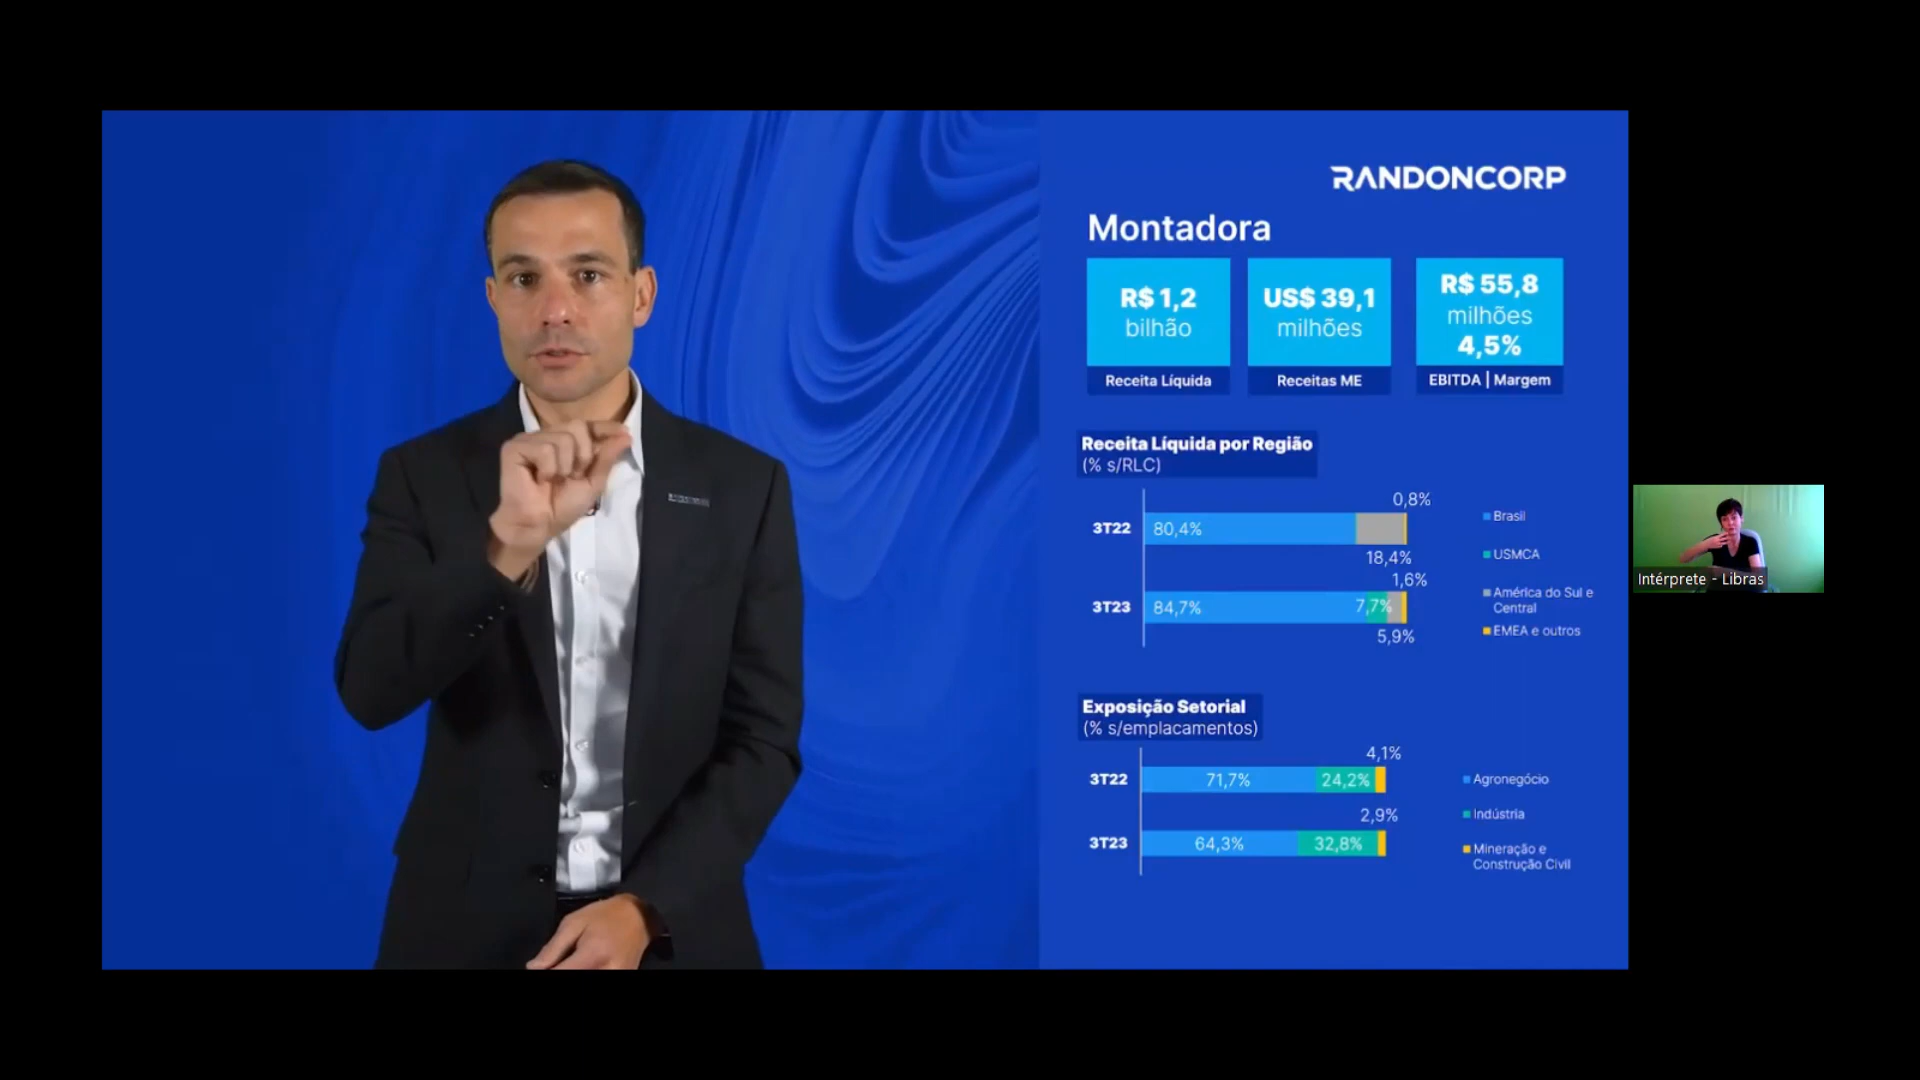 RANDONCORP
Montadora
R$ 1,2
bilhão
Receita Líquida
US$ 39,1
milhões
Receitas ME
R$ 55,8
milhões
4,5%
EBITDA | Margem
Receita Líquida por Região
(% s/RLC)
0,8%
3T22
80,4%
18,4%
1,6%
3T23
84,7%
7,7%
5,9%
Brasil
USMCA
América do Sul e
Central
EMEA e outros
Exposição Setorial
(% s/emplacamentos)
4,1%
3T22
71,7%
24,2%
2,9%
3T23
64,3%
32,8%
Agronegócio
Indústria
Mineração e
Construção Civil
Intérprete - Libras